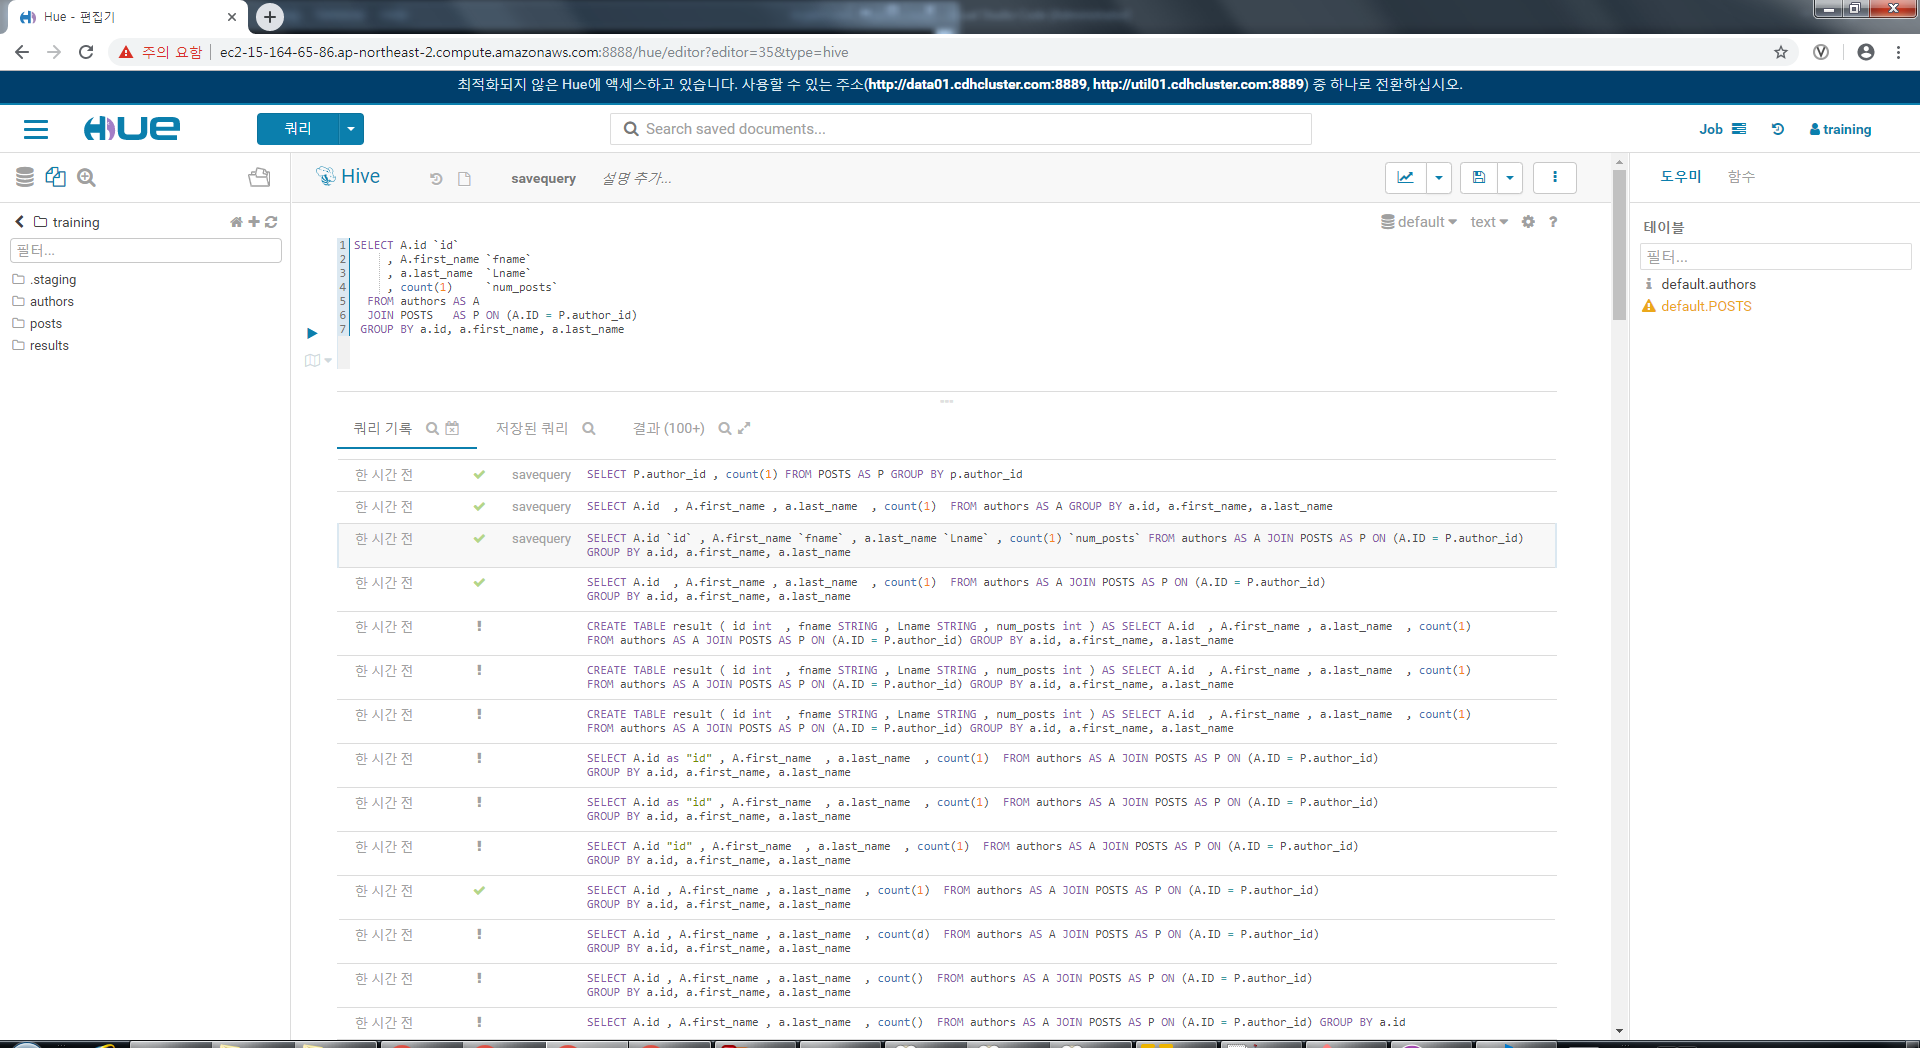 Hue - 편집기
주의 요함
ec2-15-164-65-86.ap-northeast-2.compute.amazonaws.com:8888/hue/editor?editor=35&type=hive
최적화되지 않은 Hue에 액세스하고 있습니다. 사용할 수 있는 주소(http://data01.cdhcluster.com:8889, http://util01.cdhcluster.com:8889) 중 하나로 전환하십시오.
HUE
쿼리
Search saved documents...
Job
training
Hive
savequery
설명 추가...
도우미
함수
training
필터...
.staging
authors
posts
results
default
text
?
1 SELECT A.id `id`
2 , A.first_name `fname`
3 , a.last_name `Lname`
4 , count(1) `num_posts`
5 FROM authors AS A
6 JOIN POSTS AS P ON (A.ID = P.author_id)
7 GROUP BY a.id, a.first_name, a.last_name
테이블
필터...
default.authors
default.POSTS
쿼리 기록
저장된 쿼리
결과 (100+)
한 시간 전 savequery SELECT P.author_id , count(1) FROM POSTS AS P GROUP BY p.author_id
한 시간 전 savequery SELECT A.id , A.first_name , a.last_name , count(1) FROM authors AS A GROUP BY a.id, a.first_name, a.last_name
한 시간 전 savequery SELECT A.id `id` , A.first_name `fname` , a.last_name `Lname` , count(1) `num_posts` FROM authors AS A JOIN POSTS AS P ON (A.ID = P.author_id)
GROUP BY a.id, a.first_name, a.last_name
한 시간 전 SELECT A.id , A.first_name , a.last_name , count(1) FROM authors AS A JOIN POSTS AS P ON (A.ID = P.author_id)
GROUP BY a.id, a.first_name, a.last_name
한 시간 전 ! CREATE TABLE result ( id int , fname STRING , Lname STRING , num_posts int ) AS SELECT A.id , A.first_name , a.last_name , count(1)
FROM authors AS A JOIN POSTS AS P ON (A.ID = P.author_id) GROUP BY a.id, a.first_name, a.last_name
한 시간 전 ! CREATE TABLE result ( id int , fname STRING , Lname STRING , num_posts int ) AS SELECT A.id , A.first_name , a.last_name , count(1)
FROM authors AS A JOIN POSTS AS P ON (A.ID = P.author_id) GROUP BY a.id, a.first_name, a.last_name
한 시간 전 ! CREATE TABLE result ( id int , fname STRING , Lname STRING , num_posts int ) AS SELECT A.id , A.first_name , a.last_name , count(1)
FROM authors AS A JOIN POSTS AS P ON (A.ID = P.author_id) GROUP BY a.id, a.first_name, a.last_name
한 시간 전 ! SELECT A.id as "id" , A.first_name , a.last_name , count(1) FROM authors AS A JOIN POSTS AS P ON (A.ID = P.author_id)
GROUP BY a.id, a.first_name, a.last_name
한 시간 전 ! SELECT A.id as "id" , A.first_name , a.last_name , count(1) FROM authors AS A JOIN POSTS AS P ON (A.ID = P.author_id)
GROUP BY a.id, a.first_name, a.last_name
한 시간 전 ! SELECT A.id "id" , A.first_name , a.last_name , count(1) FROM authors AS A JOIN POSTS AS P ON (A.ID = P.author_id)
GROUP BY a.id, a.first_name, a.last_name
한 시간 전 SELECT A.id , A.first_name , a.last_name , count(1) FROM authors AS A JOIN POSTS AS P ON (A.ID = P.author_id)
GROUP BY a.id, a.first_name, a.last_name
한 시간 전 ! SELECT A.id , A.first_name , a.last_name , count(d) FROM authors AS A JOIN POSTS AS P ON (A.ID = P.author_id)
GROUP BY a.id, a.first_name, a.last_name
한 시간 전 ! SELECT A.id , A.first_name , a.last_name , count() FROM authors AS A JOIN POSTS AS P ON (A.ID = P.author_id)
GROUP BY a.id, a.first_name, a.last_name
한 시간 전 ! SELECT A.id , A.first_name , a.last_name , count() FROM authors AS A JOIN POSTS AS P ON (A.ID = P.author_id) GROUP BY a.id